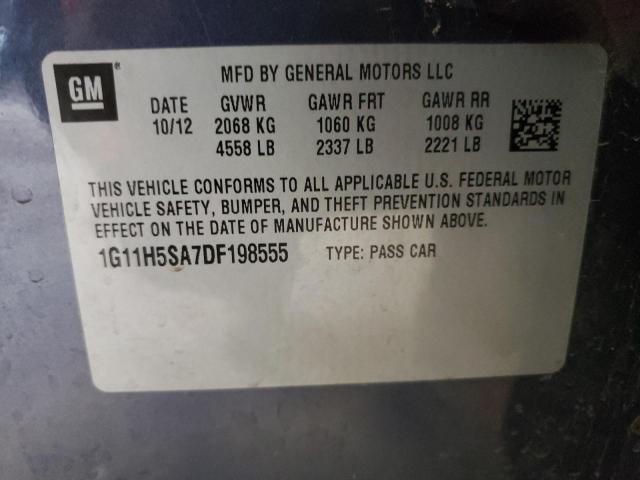 GM® MFD BY GENERAL MOTORS LLC
DATE GVWR GAWR FRT GAWR RR
10/12 2068 KG 1060 KG 1008 KG
4558 LB 2337 LB 2221 LB
THIS VEHICLE CONFORMS TO ALL APPLICABLE U.S. FEDERAL MOTOR
VEHICLE SAFETY, BUMPER, AND THEFT PREVENTION STANDARDS IN
EFFECT ON THE DATE OF MANUFACTURE SHOWN ABOVE.
1G11H5SA7DF198555 TYPE: PASS CAR